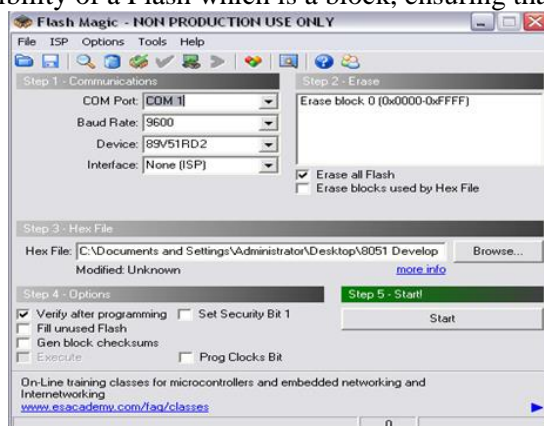 bility of a Flash which is a block, ensuring tha
Flash Magic - NON PRODUCTION USE ONLY
File ISP Options Tools Help
Step 1 - Communications
COM Port: COM 1
Baud Rate: 9600
Device: 89V51RD2
Interface: None (ISP)
Step 2 - Erase
Erase block 0 (0x0000-0xFFFF)
Erase all Flash
Erase blocks used by Hex File
Step 3 - Hex File
Hex File: C:\Documents and Settings\Administrator\Desktop\8051 Develop Browse...
Modified: Unknown more info
Step 4 - Options
Verify after programming Set Security Bit 1
Fill unused Flash
Gen block checksums
Execute Prog Clocks Bit
Step 5 - Start!
Start
On-Line training classes for microcontrollers and embedded networking and
Internetworking
www.esacademy.com/faq/classes
0